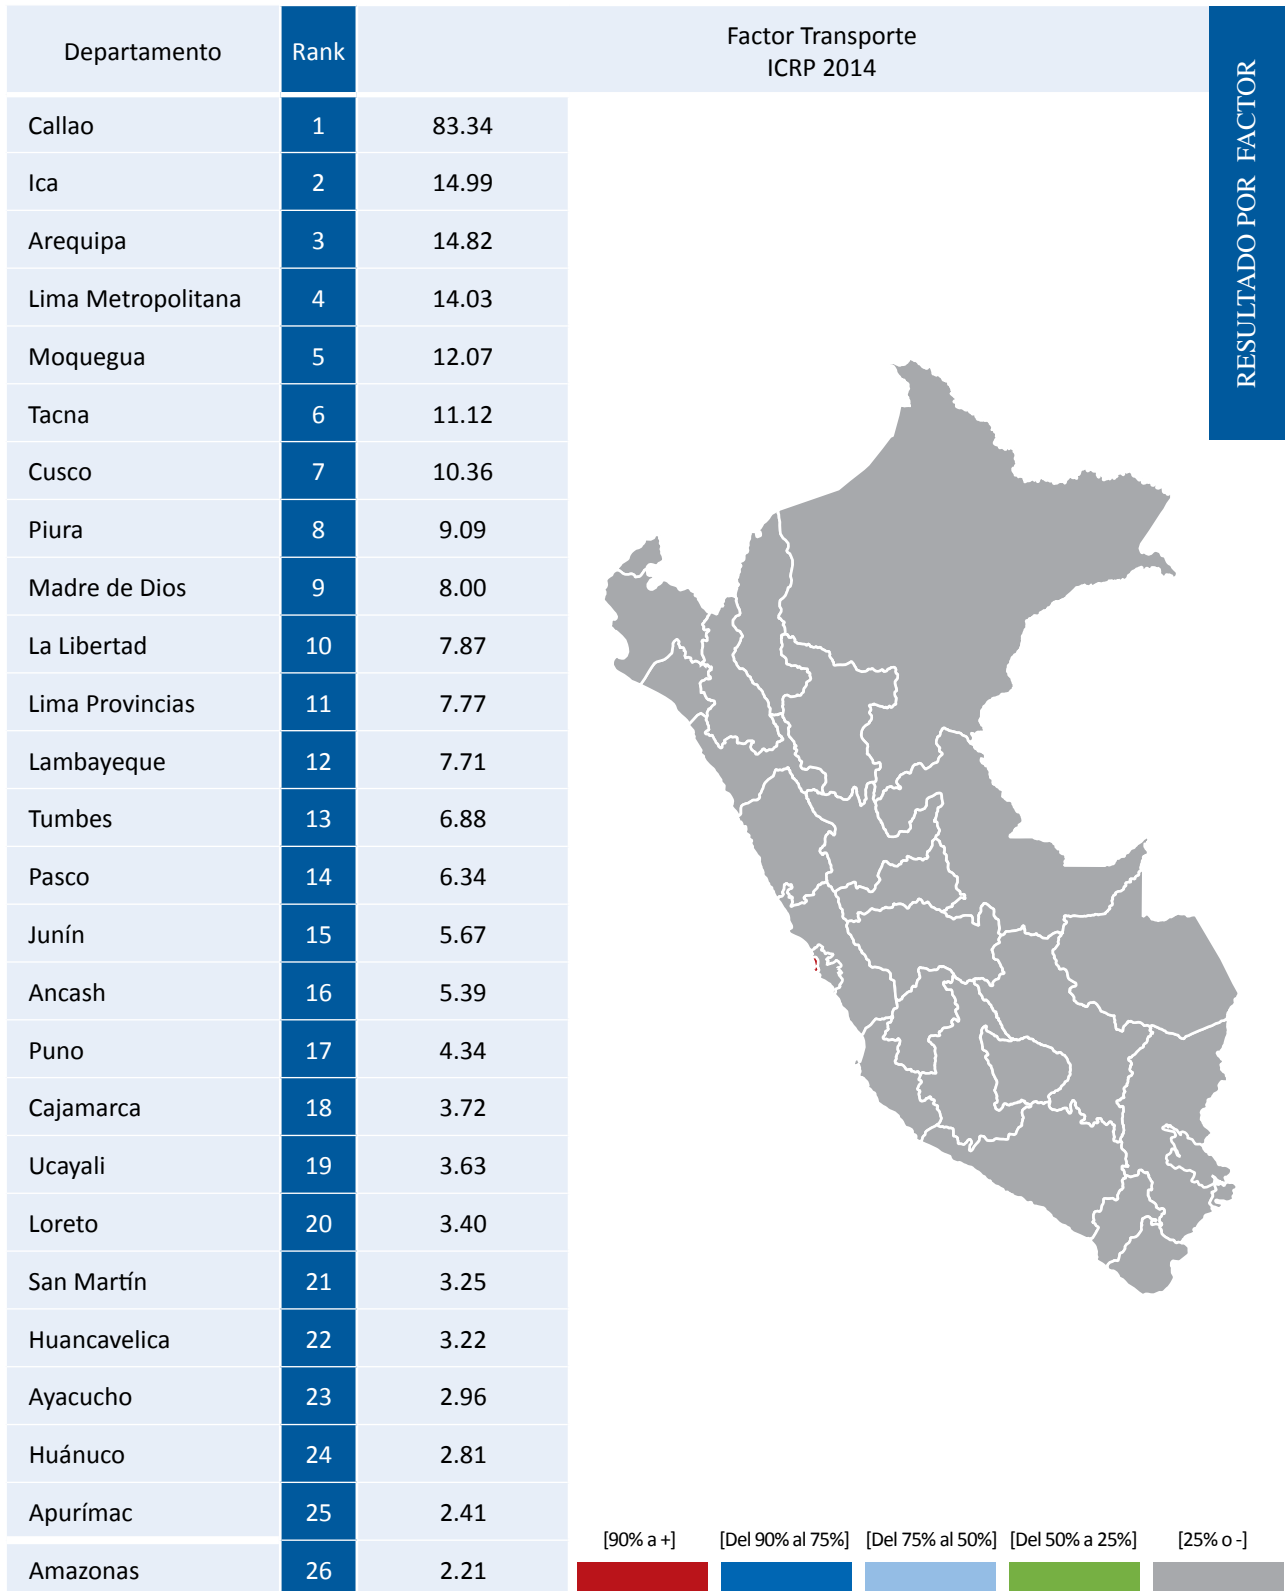 Departamento Rank Factor Transporte
ICRP 2014
RESULTADO POR FACTOR
Callao 1 83.34
Ica 2 14.99
Arequipa 3 14.82
Lima Metropolitana 4 14.03
Moquegua 5 12.07
Tacna 6 11.12
Cusco 7 10.36
Piura 8 9.09
Madre de Dios 9 8.00
La Libertad 10 7.87
Lima Provincias 11 7.77
Lambayeque 12 7.71
Tumbes 13 6.88
Pasco 14 6.34
Junín 15 5.67
Ancash 16 5.39
Puno 17 4.34
Cajamarca 18 3.72
Ucayali 19 3.63
Loreto 20 3.40
San Martín 21 3.25
Huancavelica 22 3.22
Ayacucho 23 2.96
Huánuco 24 2.81
Apurímac 25 2.41
Amazonas 26 2.21
[90% a +] [Del 90% al 75%] [Del 75% al 50%] [Del 50% a 25%] [25% o -]